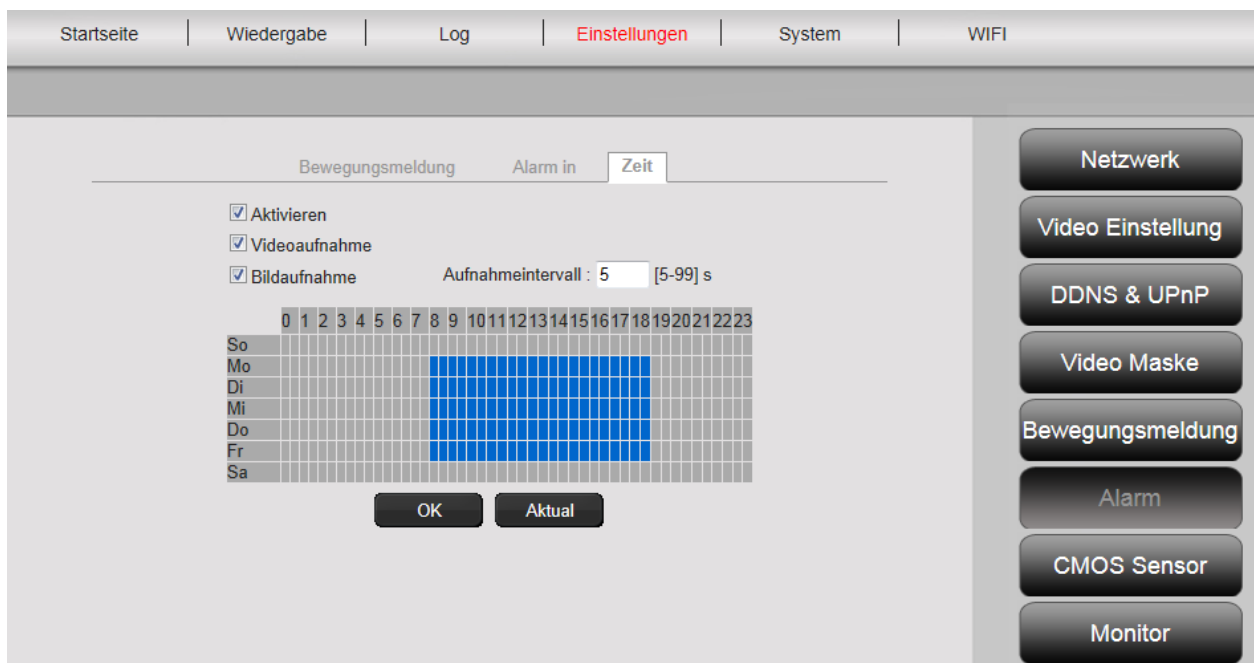 Startseite Wiedergabe Log Einstellungen System WIFI
Bewegungsmeldung Alarm in Zeit
Aktivieren
Videoaufnahme
Bildaufnahme Aufnahmeintervall : 5 [5-99] s
0 1 2 3 4 5 6 7 8 9 10 11 12 13 14 15 16 17 18 19 20 21 22 23
So
Mo
Di
Mi
Do
Fr
Sa
OK Aktual
Netzwerk
Video Einstellung
DDNS & UPnP
Video Maske
Bewegungsmeldung
Alarm
CMOS Sensor
Monitor